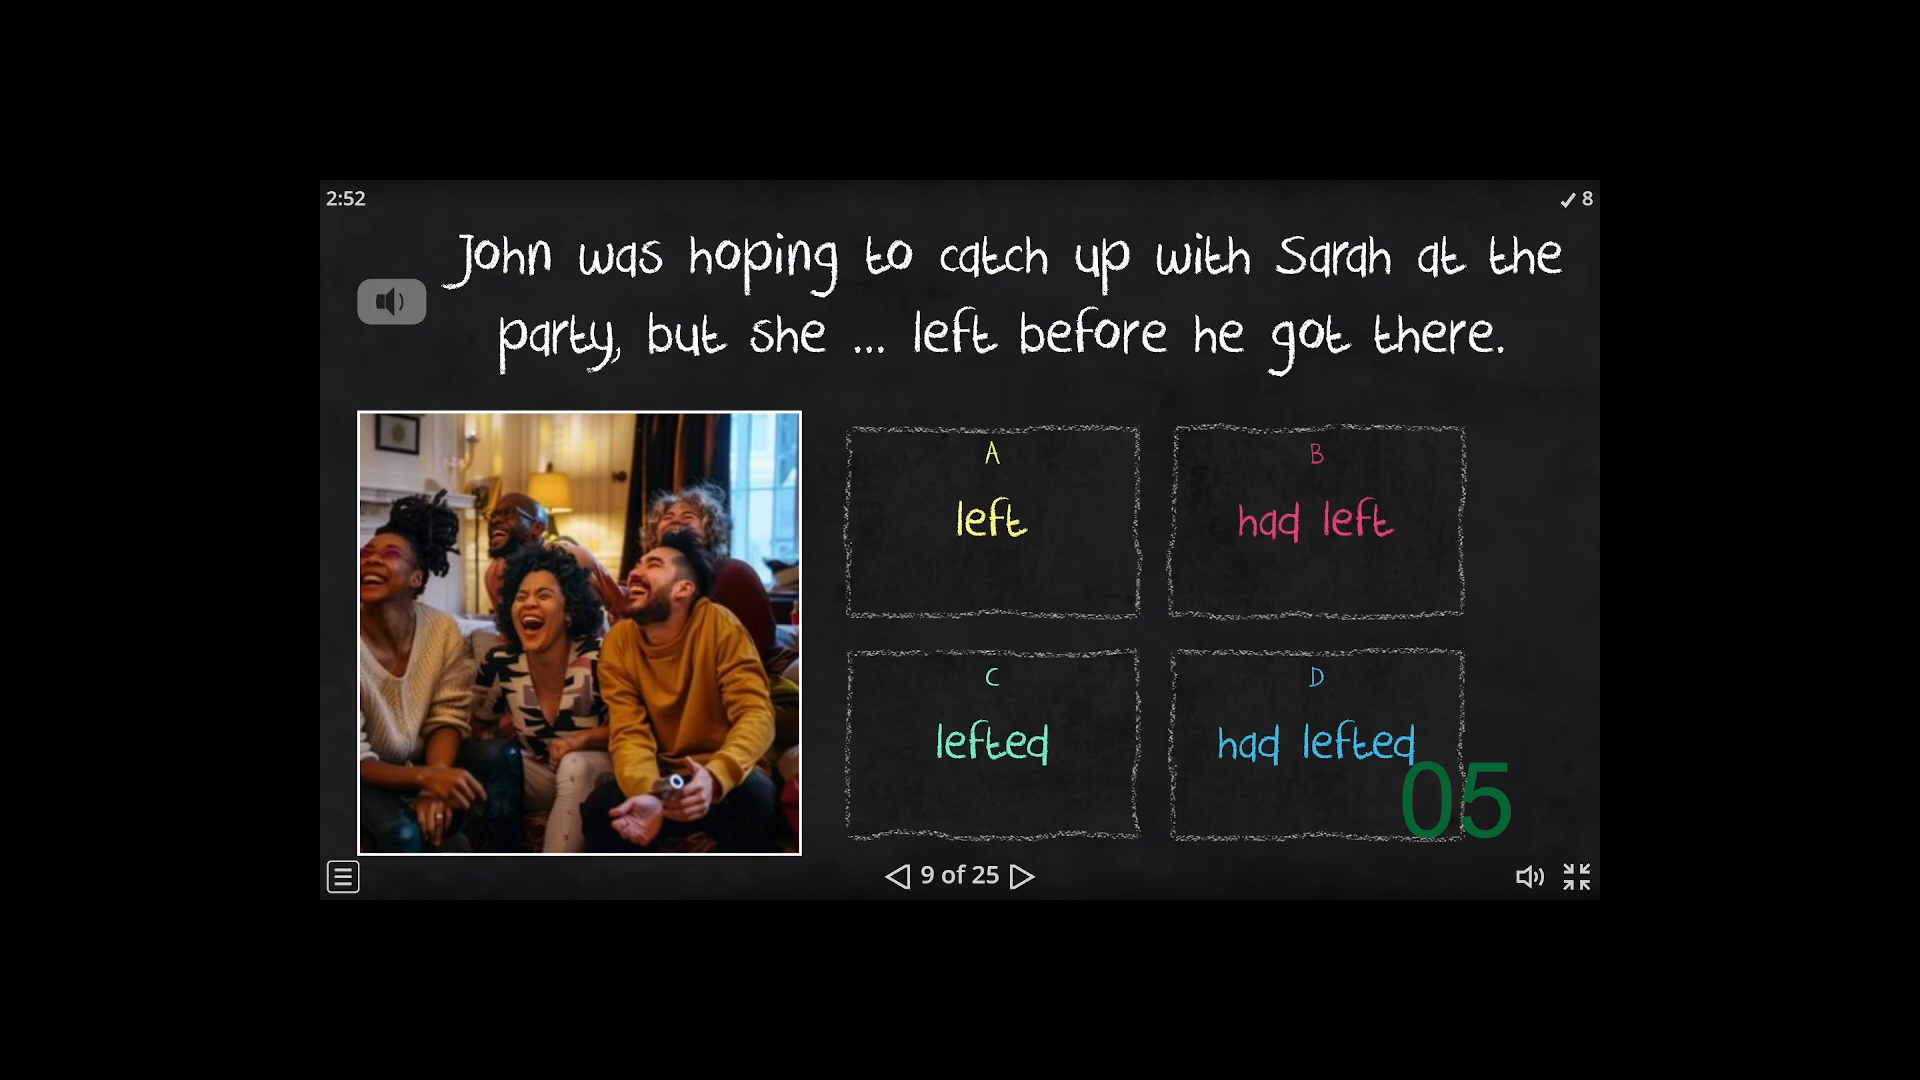 2:52
8
John was hoping to catch up with Sarah at the
party, but she ... left before he got there.
A
left
B
had left
C
lefted
D
had lefted
05
9 of 25